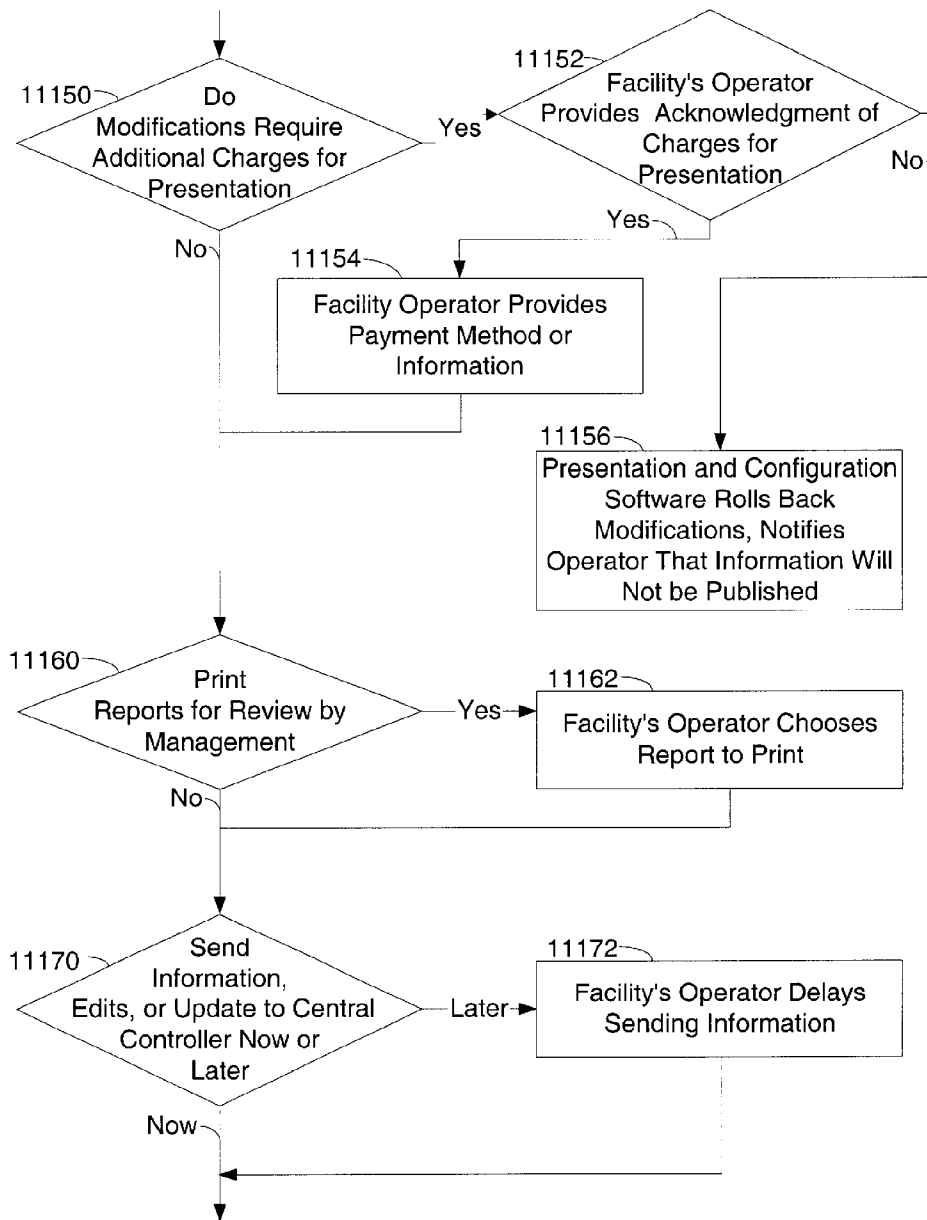 11150
Do
Modifications Require
Additional Charges for
Presentation
Yes
No
11152
Facility's Operator
Provides Acknowledgment of
Charges for
Presentation
No
Yes
11154
Facility Operator Provides
Payment Method or
Information
11156
Presentation and Configuration
Software Rolls Back
Modifications, Notifies
Operator That Information Will
Not be Published
11160
Print
Reports for Review by
Management
Yes
No
11162
Facility's Operator Chooses
Report to Print
11170
Send
Information,
Edits, or Update to Central
Controller Now or
Later
Later
Now
11172
Facility's Operator Delays
Sending Information